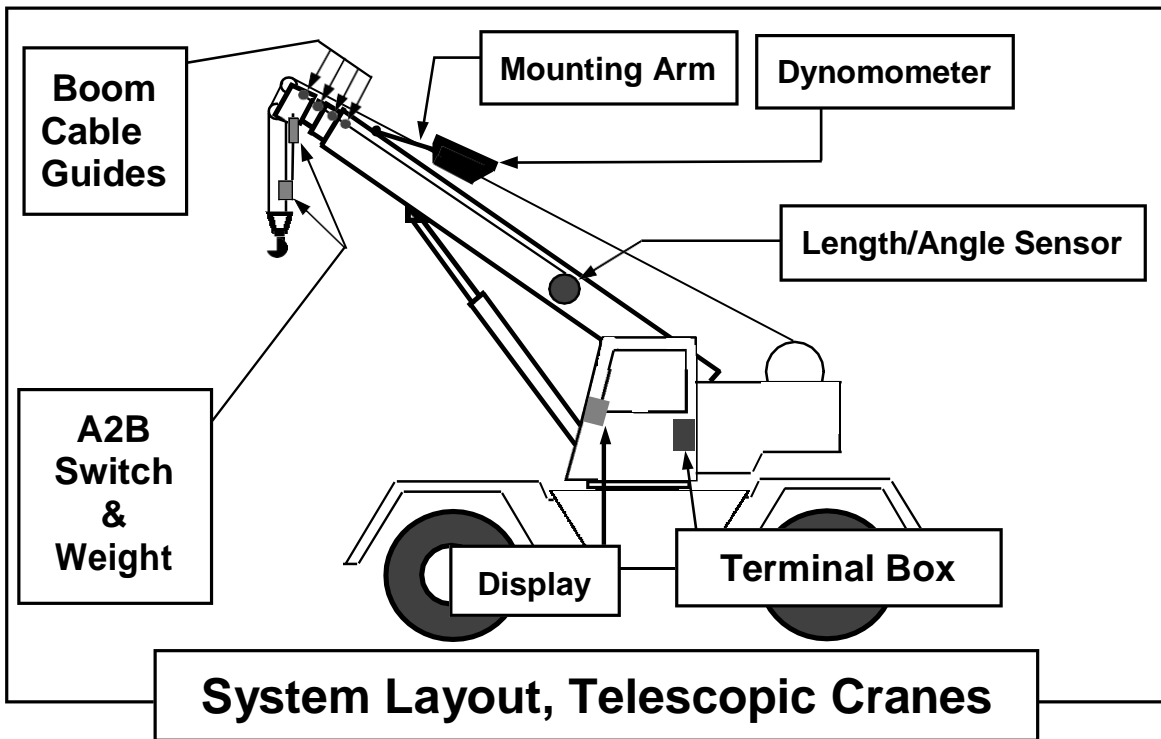 Boom
Cable
Guides
Mounting Arm
Dynomometer
Length/Angle Sensor
A2B
Switch
&
Weight
Display
Terminal Box
System Layout, Telescopic Cranes